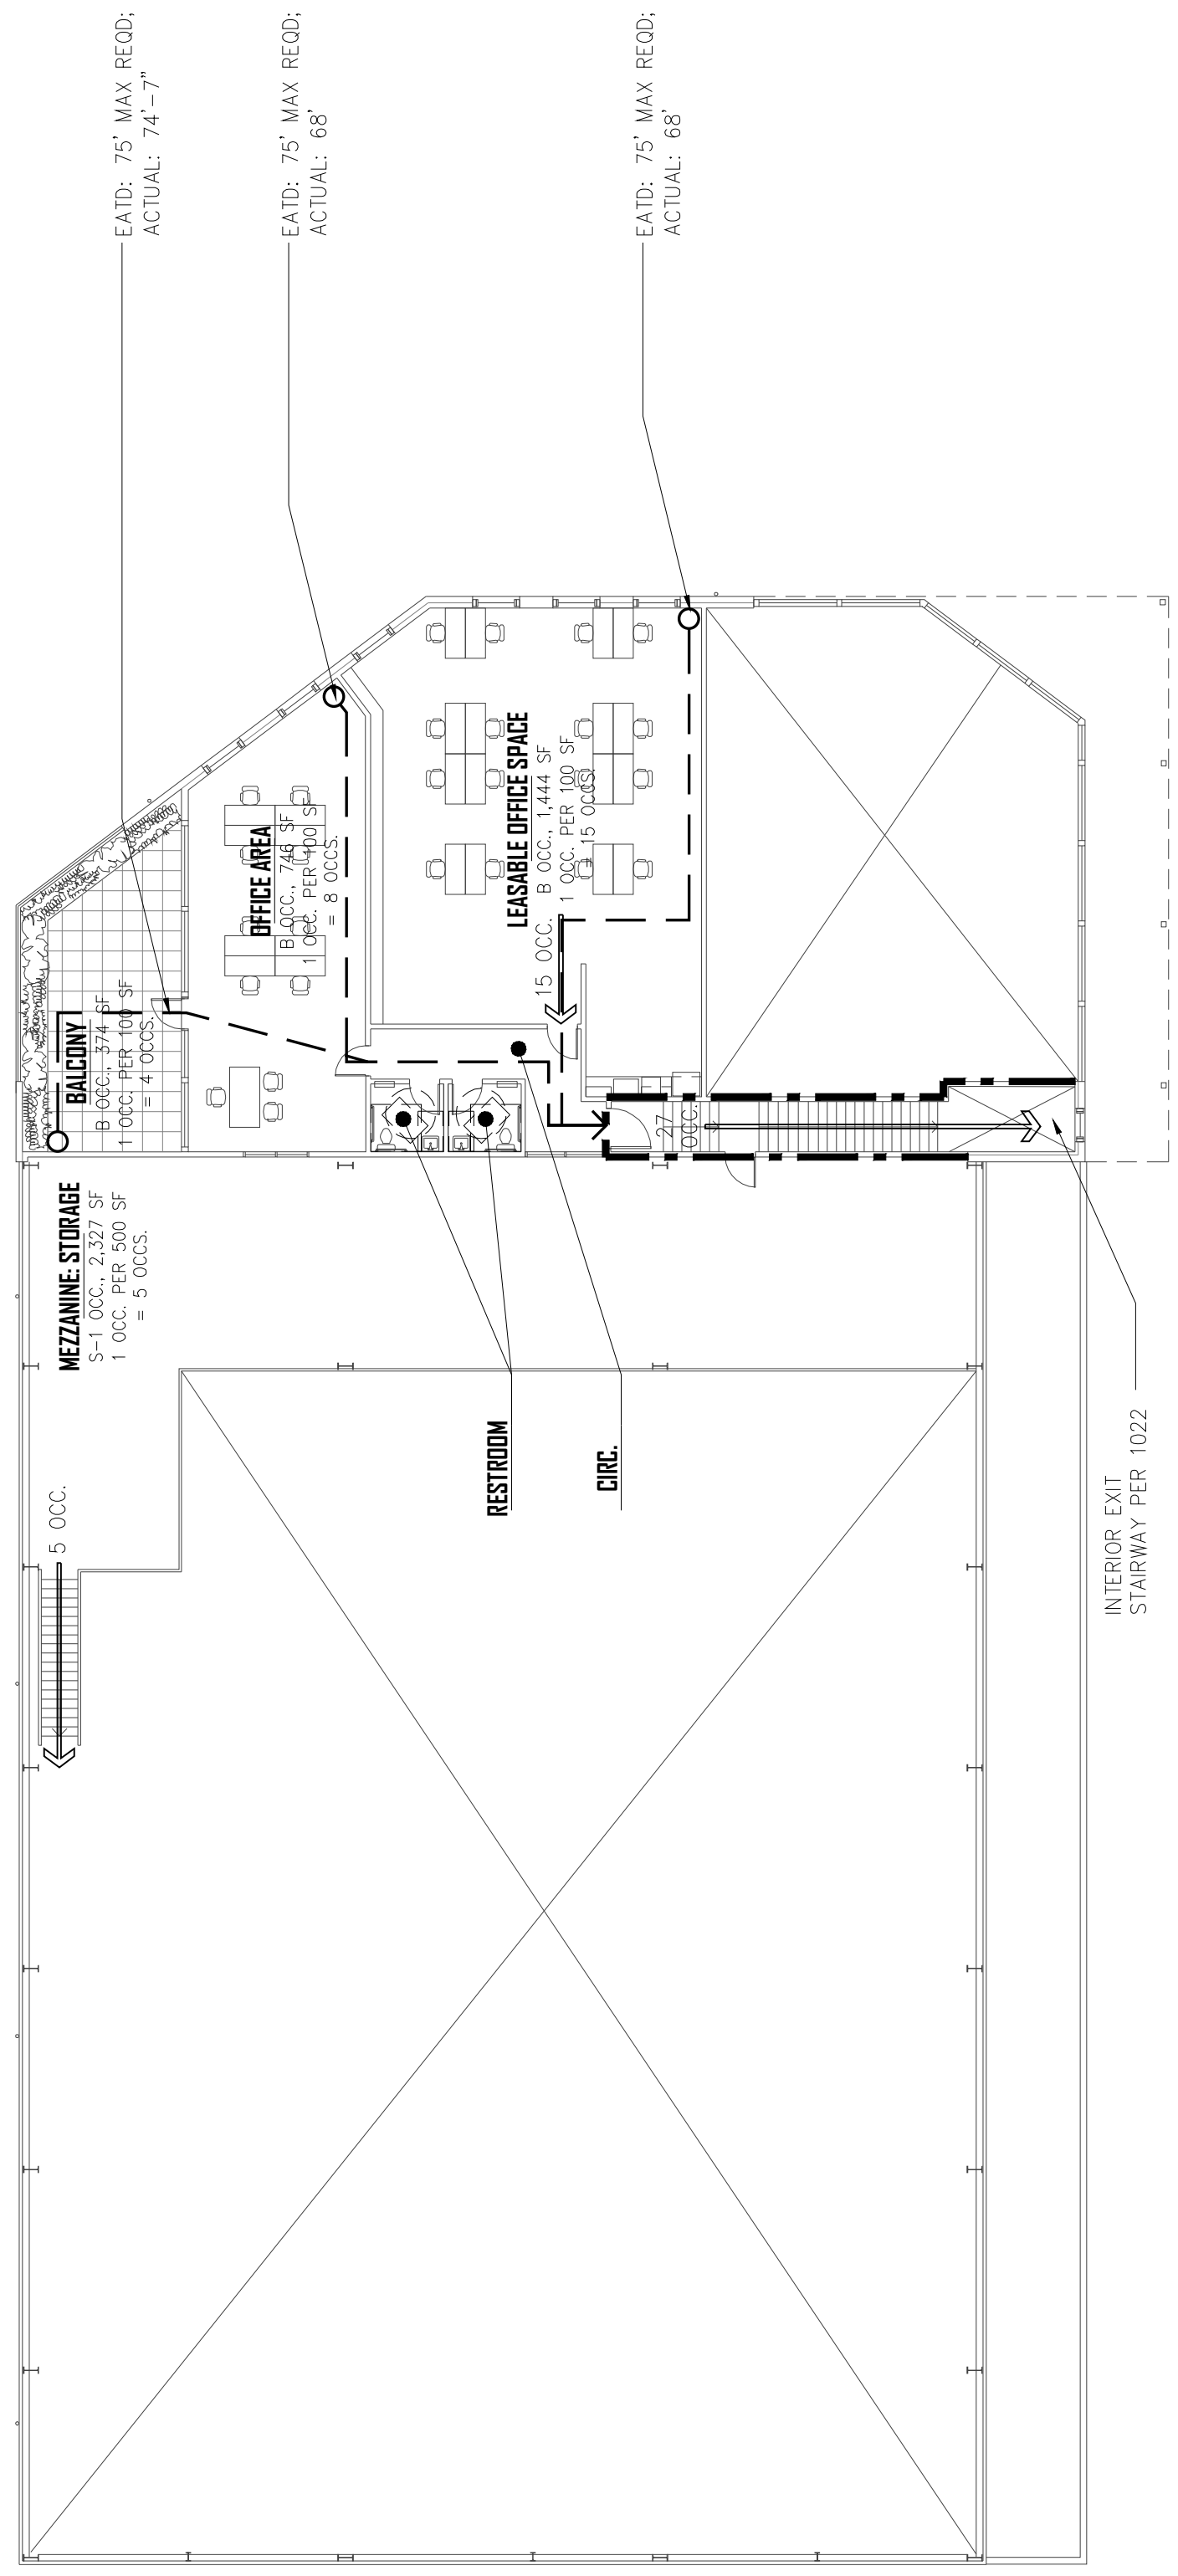 EATD: 75' MAX REQD;
ACTUAL: 74'-7"
EATD: 75' MAX REQD;
ACTUAL: 68'
EATD: 75' MAX REQD;
ACTUAL: 68'
BALCONY
B OCC., 374 SF
1 OCC. PER 100 SF
= 4 OCCS.
OFFICE AREA
B OCC., 746 SF
1 OCC. PER 100 SF
= 8 OCCS.
LEASABLE OFFICE SPACE
B OCC., 1,444 SF
1 OCC. PER 100 SF
= 15 OCCS.
15 OCC.
27
OCC.
MEZZANINE: STORAGE
S-1 OCC., 2,327 SF
1 OCC. PER 500 SF
= 5 OCCS.
5 OCC.
RESTROOM
CIRC.
INTERIOR EXIT
STAIRWAY PER 1022